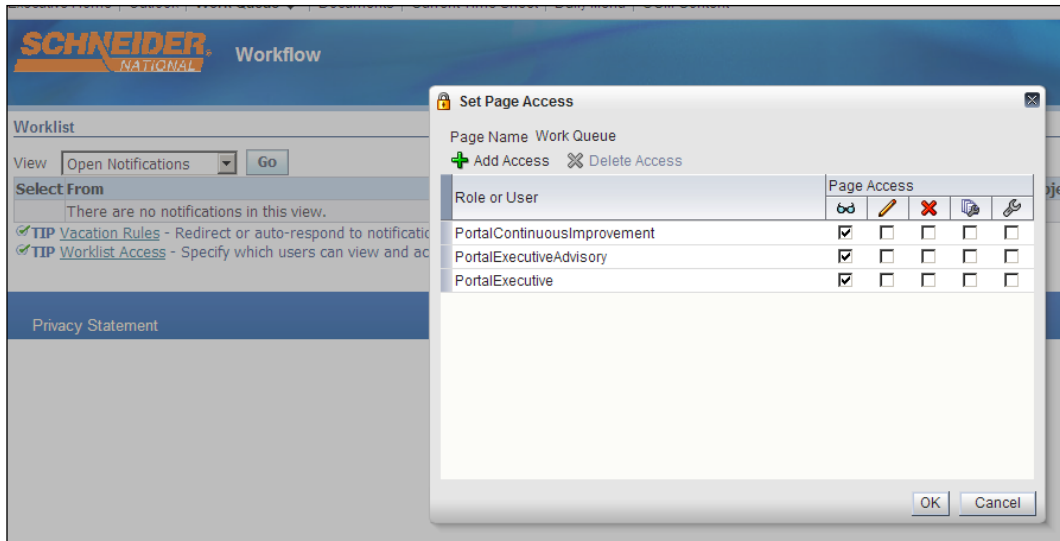 SCHNEIDER.
NATIONAL
Workflow
Worklist
View Open Notifications Go
Select From
There are no notifications in this view.
TIP Vacation Rules - Redirect or auto-respond to notificatio
TIP Worklist Access - Specify which users can view and ac
Privacy Statement
Set Page Access
Page Name Work Queue
Add Access Delete Access
Role or User Page Access
PortalContinuousImprovement
PortalExecutiveAdvisory
PortalExecutive
OK Cancel